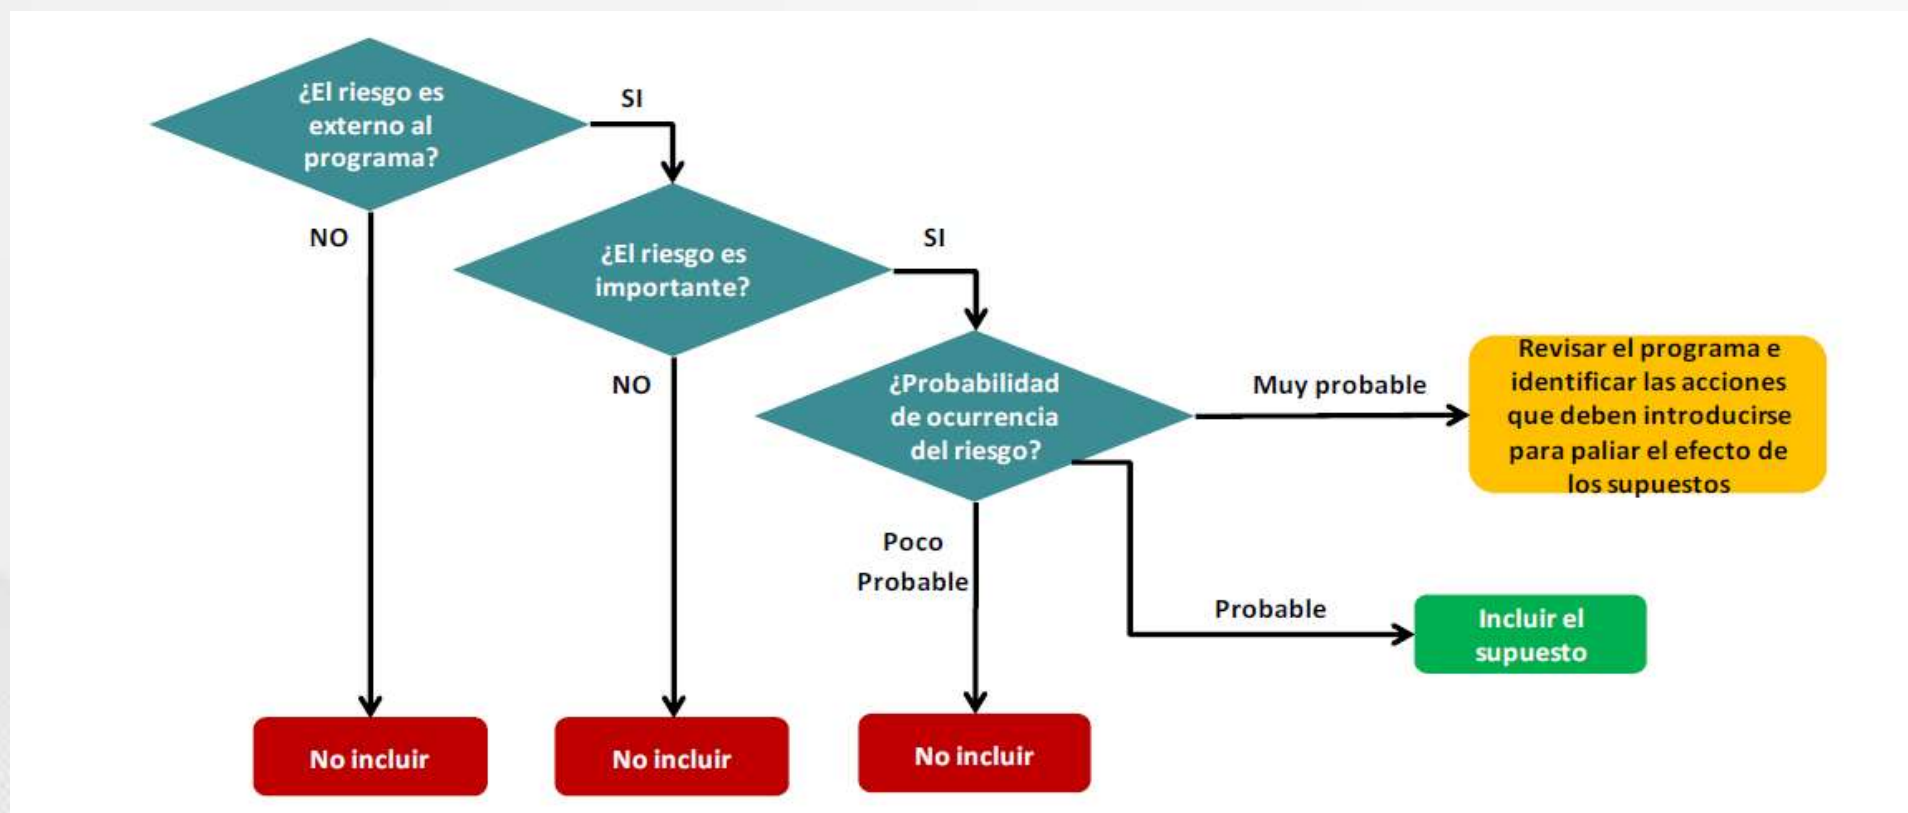 ¿El riesgo es
externo al
programa?
SI
NO
¿El riesgo es
importante?
SI
NO
¿Probabilidad
de ocurrencia
del riesgo?
Muy probable
Revisar el programa e
identificar las acciones
que deben introducirse
para paliar el efecto de
los supuestos
Poco
Probable
Probable
Incluir el
supuesto
No incluir
No incluir
No incluir